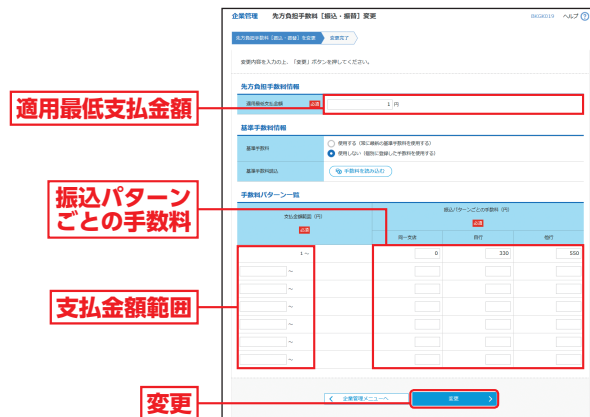 企業管理 先方負担手数料［振込・振替］変更 BKGK019 ヘルプ ?
先方負担手数料［振込・振替］を変更 変更完了
変更内容を入力の上、「変更」ボタンを押してください。
先方負担手数料情報
適用最低支払金額
適用最低支払金額 必須 1 円
基準手数料情報
基準手数料 使用する（常に最新の基準手数料を使用する）
使用しない（個別に登録した手数料を使用する）
基準手数料読込 手数料を読み込む
手数料パターン一覧
振込パターン
ごとの手数料
支払金額範囲（円） 振込パターンごとの手数料（円）
必須 必須
同一支店 自行 他行
1 ～ 0 330 550
～
～
～
支払金額範囲
～
～
～
変更
企業管理メニューへ 変更